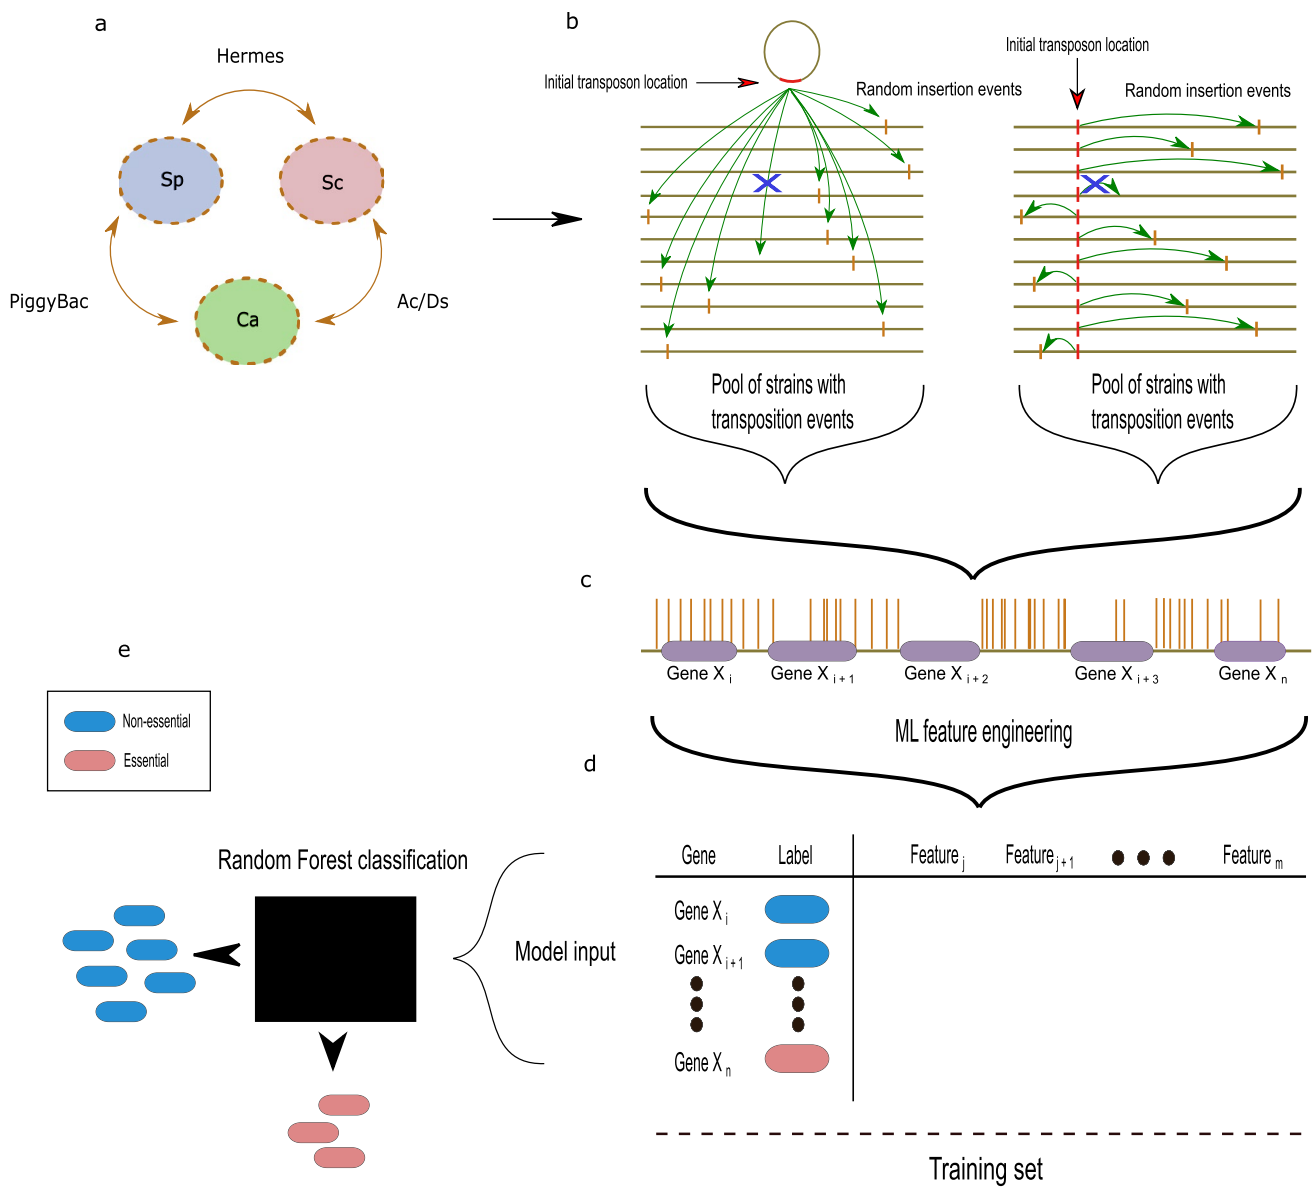 a
Hermes
Sp
Sc
PiggyBac
Ac/Ds
Ca
b
Initial transposon location
Random insertion events
Initial transposon location
Random insertion events
Pool of strains with
transposition events
Pool of strains with
transposition events
c
Gene X i
Gene X i + 1
Gene X i + 2
Gene X i + 3
Gene X n
ML feature engineering
d
Gene Label Feature j Feature j + 1 Feature m
Gene X i
Gene X i + 1
Gene X n
Training set
e
Non-essential
Essential
Random Forest classification
Model input